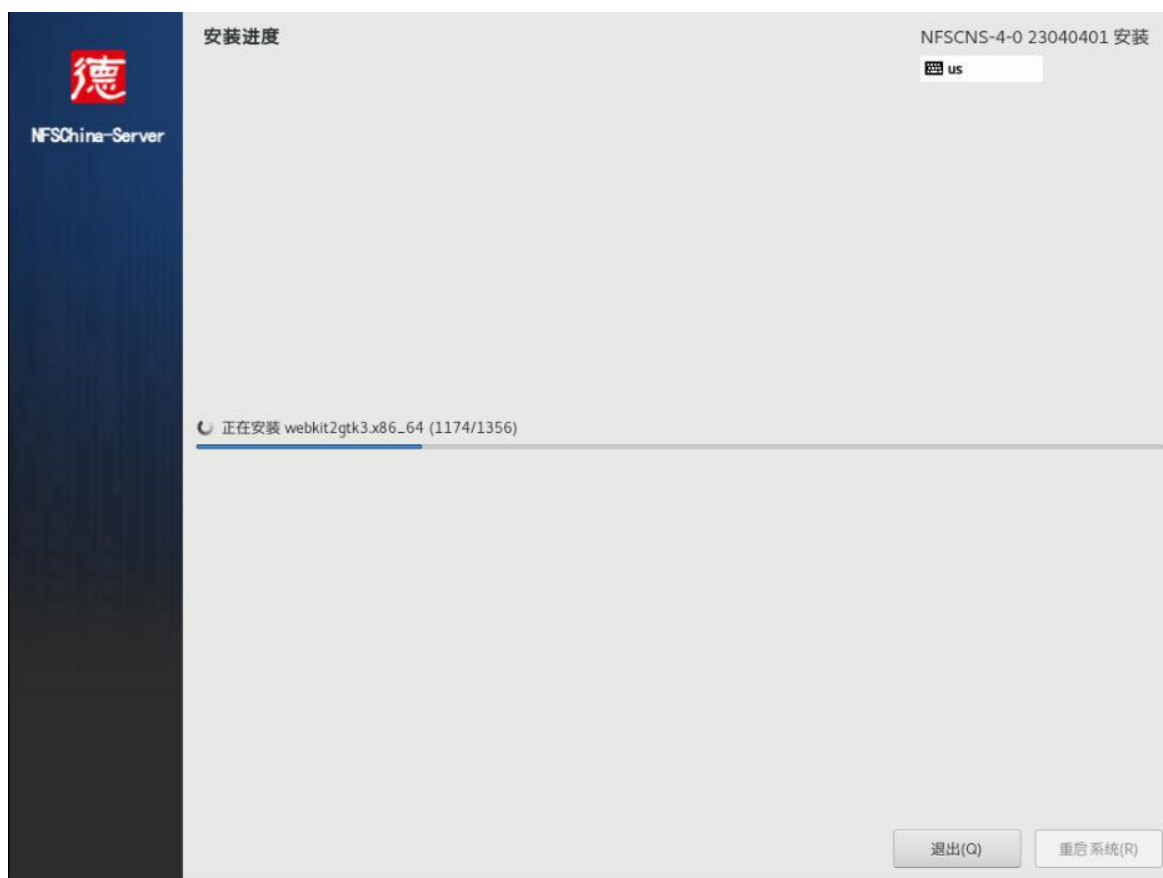 安装进度
NFSCNS-4-0 23040401 安装
us
德
NFSChina-Server
正在安装 webkit2gtk3.x86_64 (1174/1356)
退出(Q)
重启系统(R)